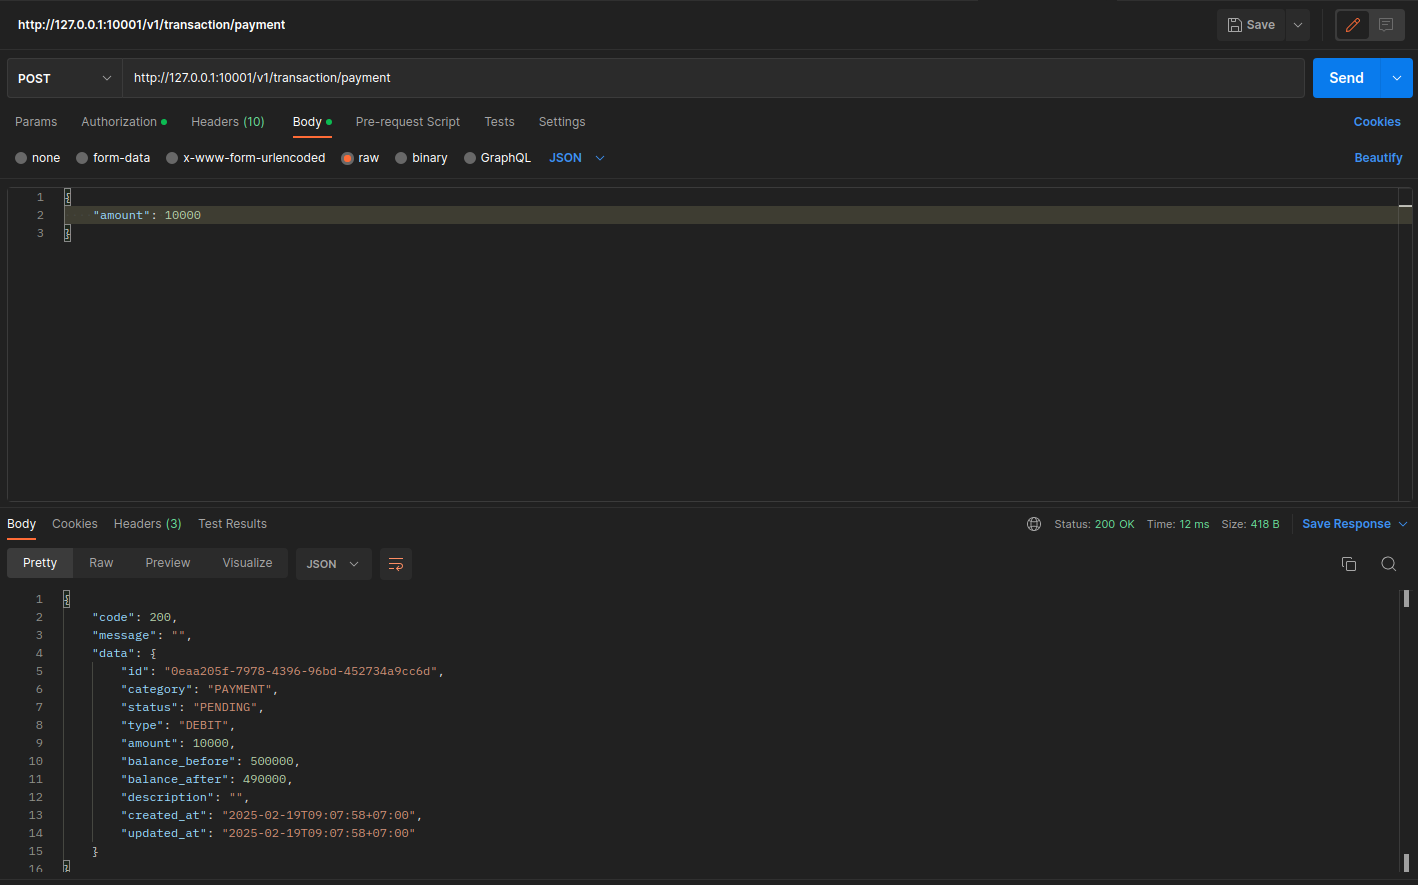 http://127.0.0.1:10001/v1/transaction/payment Save
POST http://127.0.0.1:10001/v1/transaction/payment Send
Params Authorization Headers (10) Body Pre-request Script Tests Settings Cookies
none form-data x-www-form-urlencoded raw binary GraphQL JSON Beautify
1 {
2 "amount": 10000
3 }
Body Cookies Headers (3) Test Results Status: 200 OK Time: 12 ms Size: 418 B Save Response
Pretty Raw Preview Visualize JSON
1 {
2 "code": 200,
3 "message": "",
4 "data": {
5 "id": "0eaa205f-7978-4396-96bd-452734a9cc6d",
6 "category": "PAYMENT",
7 "status": "PENDING",
8 "type": "DEBIT",
9 "amount": 10000,
10 "balance_before": 500000,
11 "balance_after": 490000,
12 "description": "",
13 "created_at": "2025-02-19T09:07:58+07:00",
14 "updated_at": "2025-02-19T09:07:58+07:00"
15 }
16 }